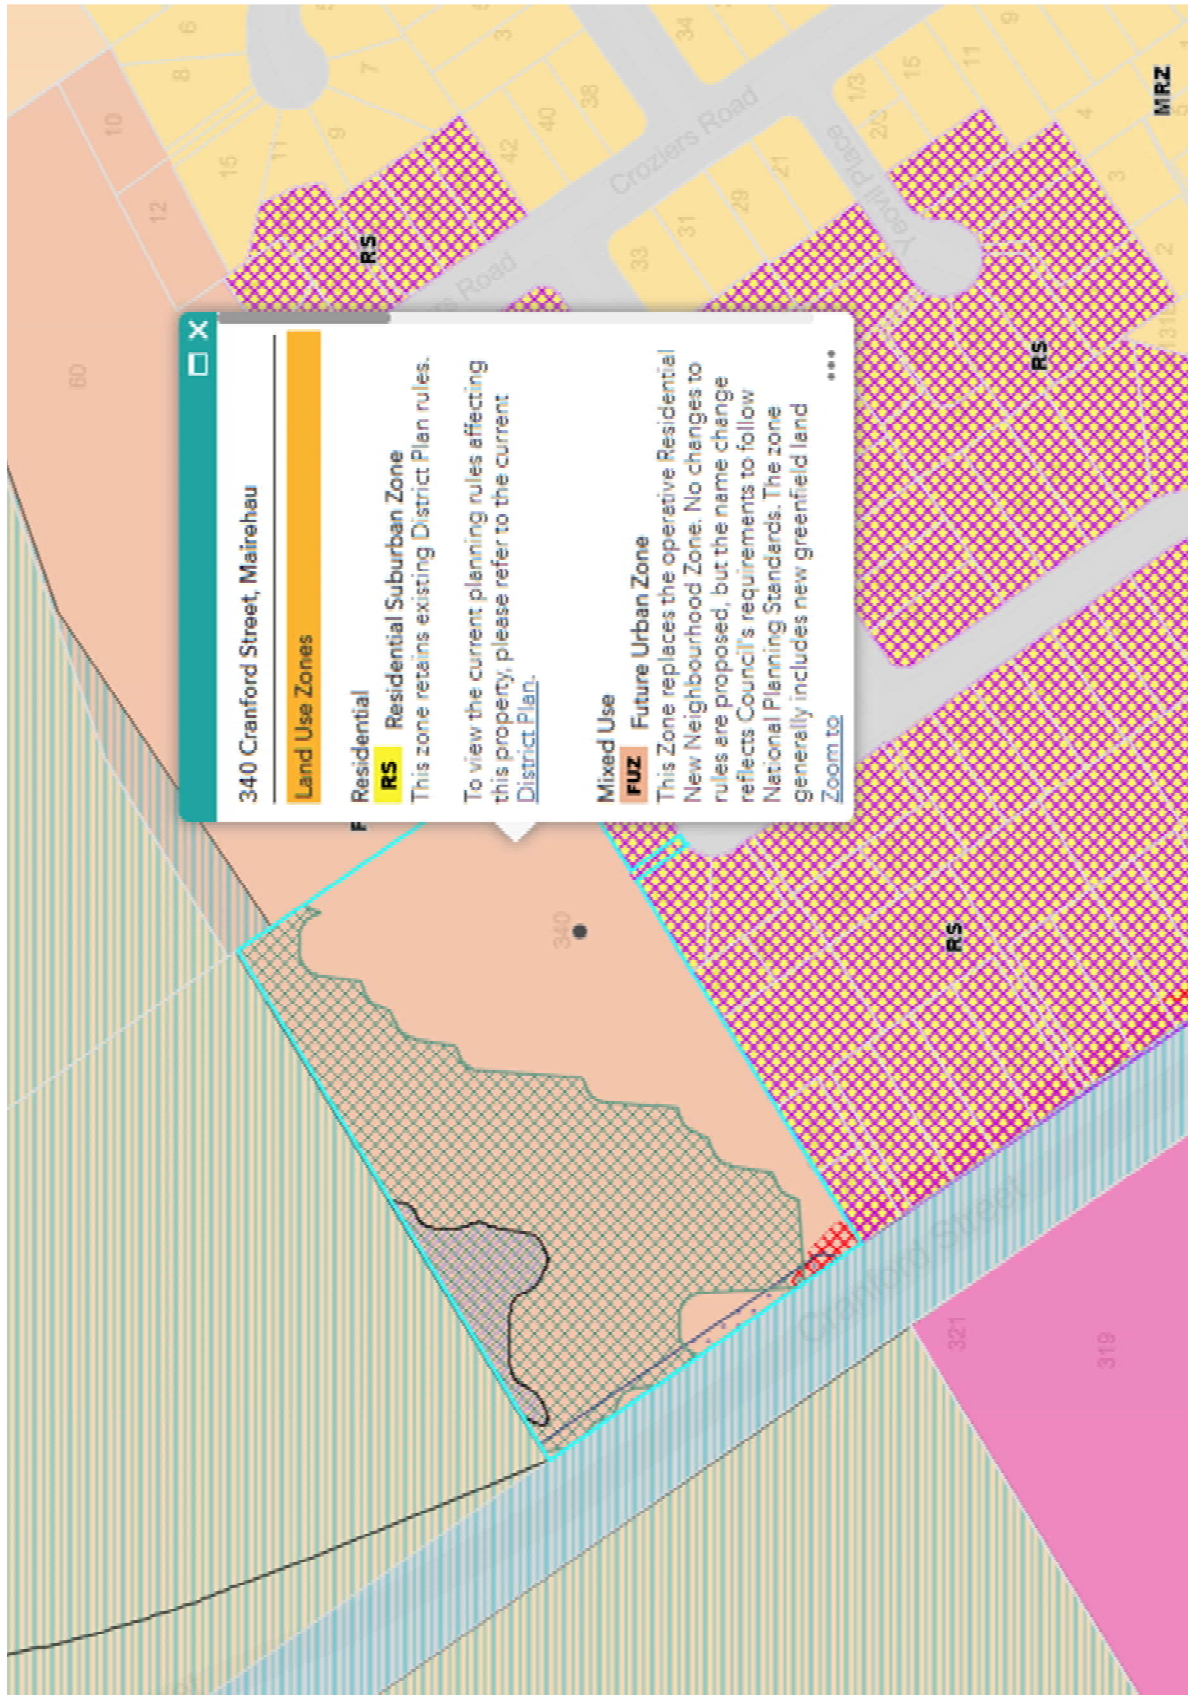 340 Cranford Street, Mairehau
Land Use Zones
Residential
RS Residential Suburban Zone
This zone retains existing District Plan rules.
To view the current planning rules affecting
this property, please refer to the current
District Plan.
Mixed Use
FUZ Future Urban Zone
This Zone replaces the operative Residential
New Neighbourhood Zone. No changes to
rules are proposed, but the name change
reflects Council's requirements to follow
National Planning Standards. The zone
generally includes new greenfield land
Zoom to
•••
60
10
12
6
8
7
15
11
9
3
42
40
38
34
RS
Croziers Road
s Road
33
31
29
21
1/3
2/3
15
11
9
4
3
2
Yeovil Place
MRZ
5
RS
340
RS
Cranford Street
321
319